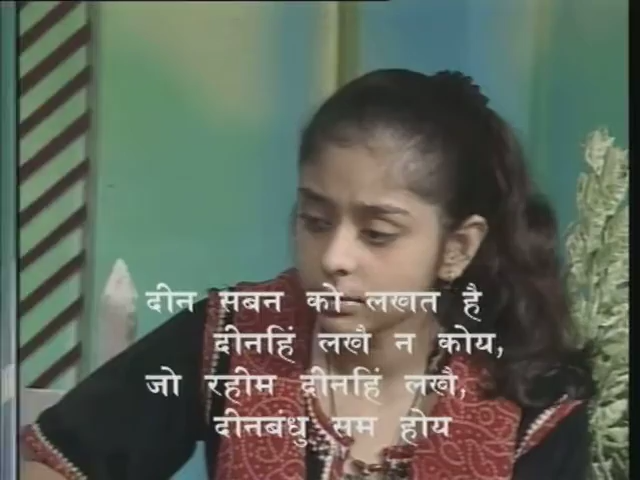 दीन सबन को लखत है
दीनहिं लखै न कोय,
जो रहीम दीनहिं लखै,
दीनबंधु सम होय